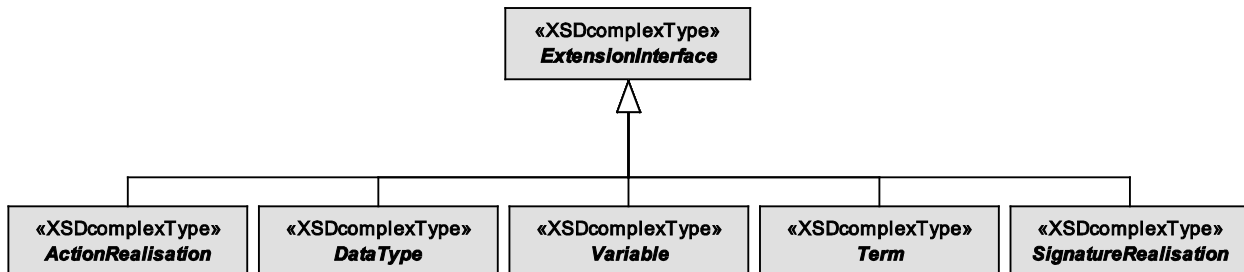 «XSDcomplexType»
ExtensionInterface
«XSDcomplexType»
ActionRealisation
«XSDcomplexType»
DataType
«XSDcomplexType»
Variable
«XSDcomplexType»
Term
«XSDcomplexType»
SignatureRealisation